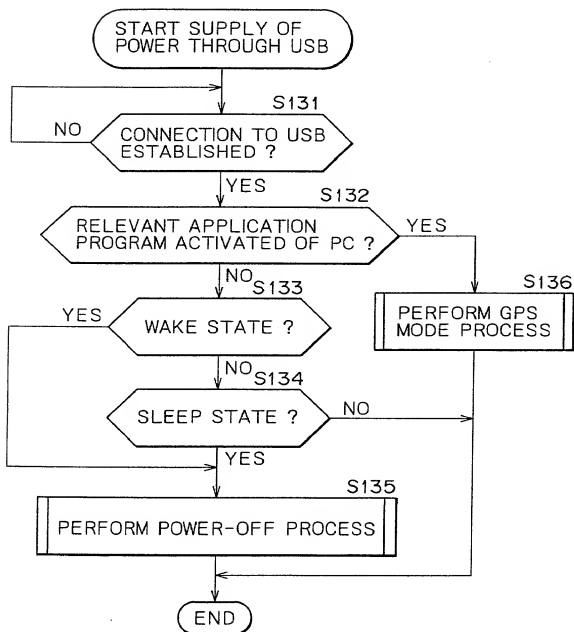 START SUPPLY OF
POWER THROUGH USB
S131
NO
CONNECTION TO USB
ESTABLISHED ?
YES
S132
RELEVANT APPLICATION
PROGRAM ACTIVATED OF PC ?
YES
NO
S133
S136
YES
WAKE STATE ?
PERFORM GPS
MODE PROCESS
NO
S134
SLEEP STATE ?
NO
YES
S135
PERFORM POWER-OFF PROCESS
END